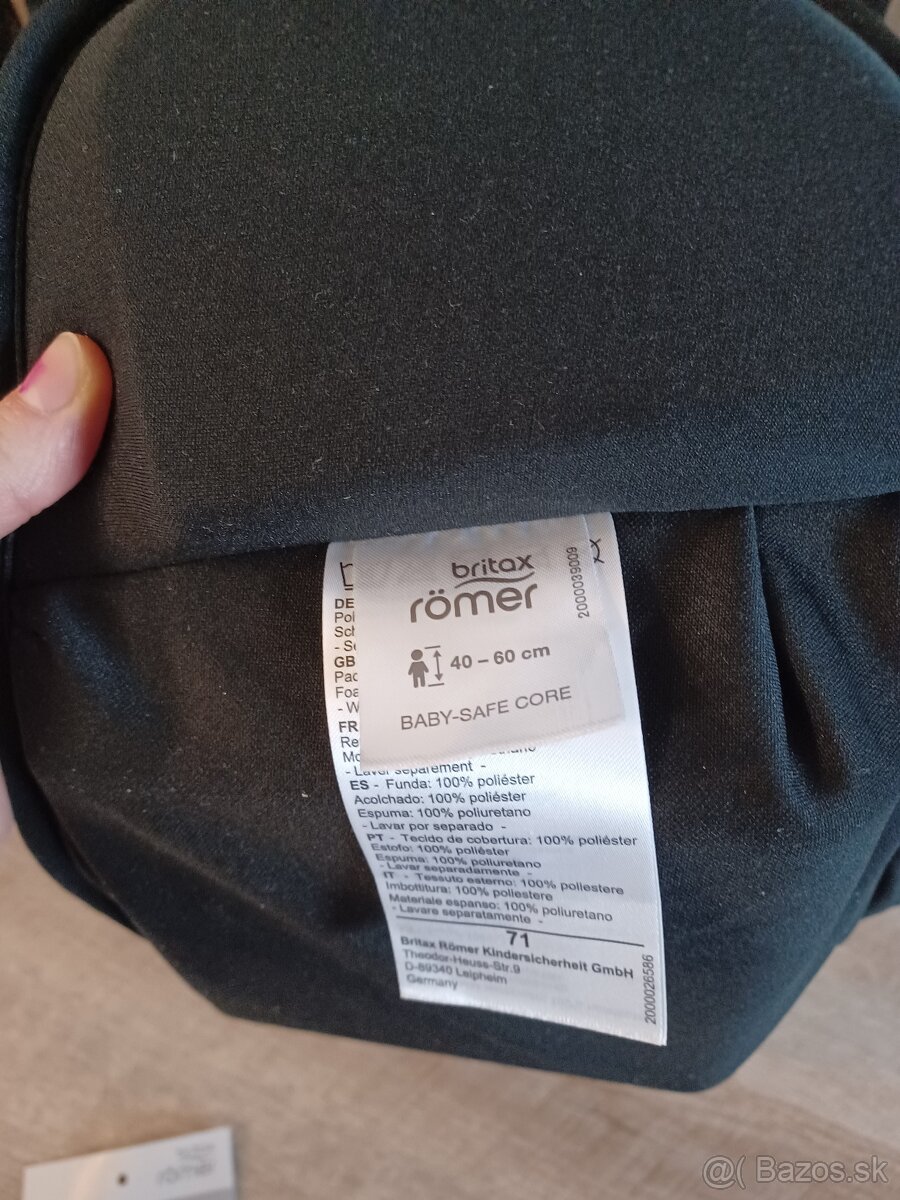 britax
römer
2000039009
40 – 60 cm
BABY-SAFE CORE
DE
GB
FR
- Laver séparément -
ES - Funda: 100% poliéster
Acolchado: 100% poliéster
Espuma: 100% poliuretano
- Lavar por separado -
PT - Tecido de cobertura: 100% poliéster
Estofo: 100% poliéster
Espuma: 100% poliuretano
- Lavar separadamente -
IT - Tessuto esterno: 100% poliestere
Imbottitura: 100% poliestere
Materiale espanso: 100% poliuretano
- Lavare separatamente -
71
Britax Römer Kindersicherheit GmbH
Theodor-Heuss-Str.9
D-89340 Leipheim
Germany
2000026586
römer
@( Bazos.sk